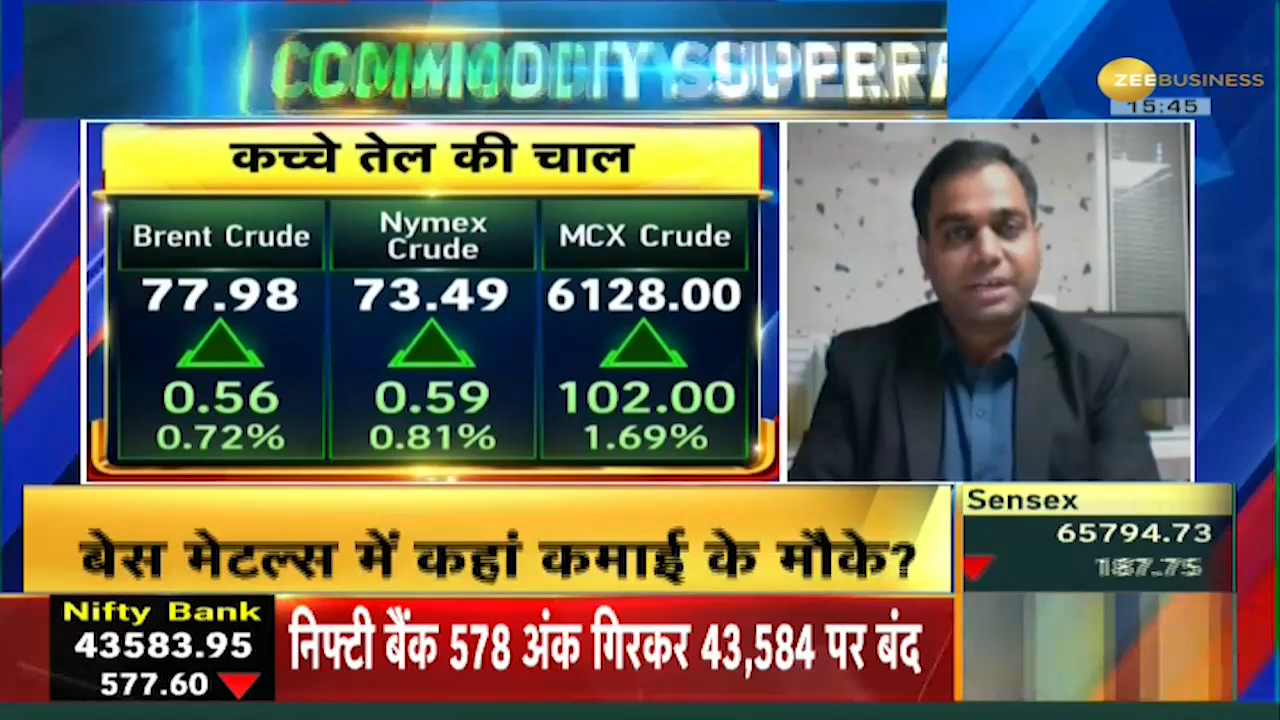 ZEEBUSINESS
15:45
कच्चे तेल की चाल
Brent Crude
Nymex
Crude
MCX Crude
77.98
73.49
6128.00
0.56
0.59
102.00
0.72%
0.81%
1.69%
बेस मेटल्स में कहां कमाई के मौके?
Sensex
65794.73
187.75
Nifty Bank
43583.95
577.60
निफ्टी बैंक 578 अंक गिरकर 43,584 पर बंद